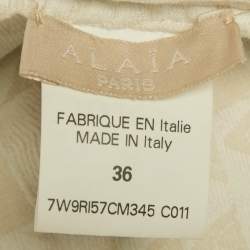 ALAÏA
PARIS
FABRIQUE EN Italie
MADE IN Italy
36
7W9RI57CM345 C011